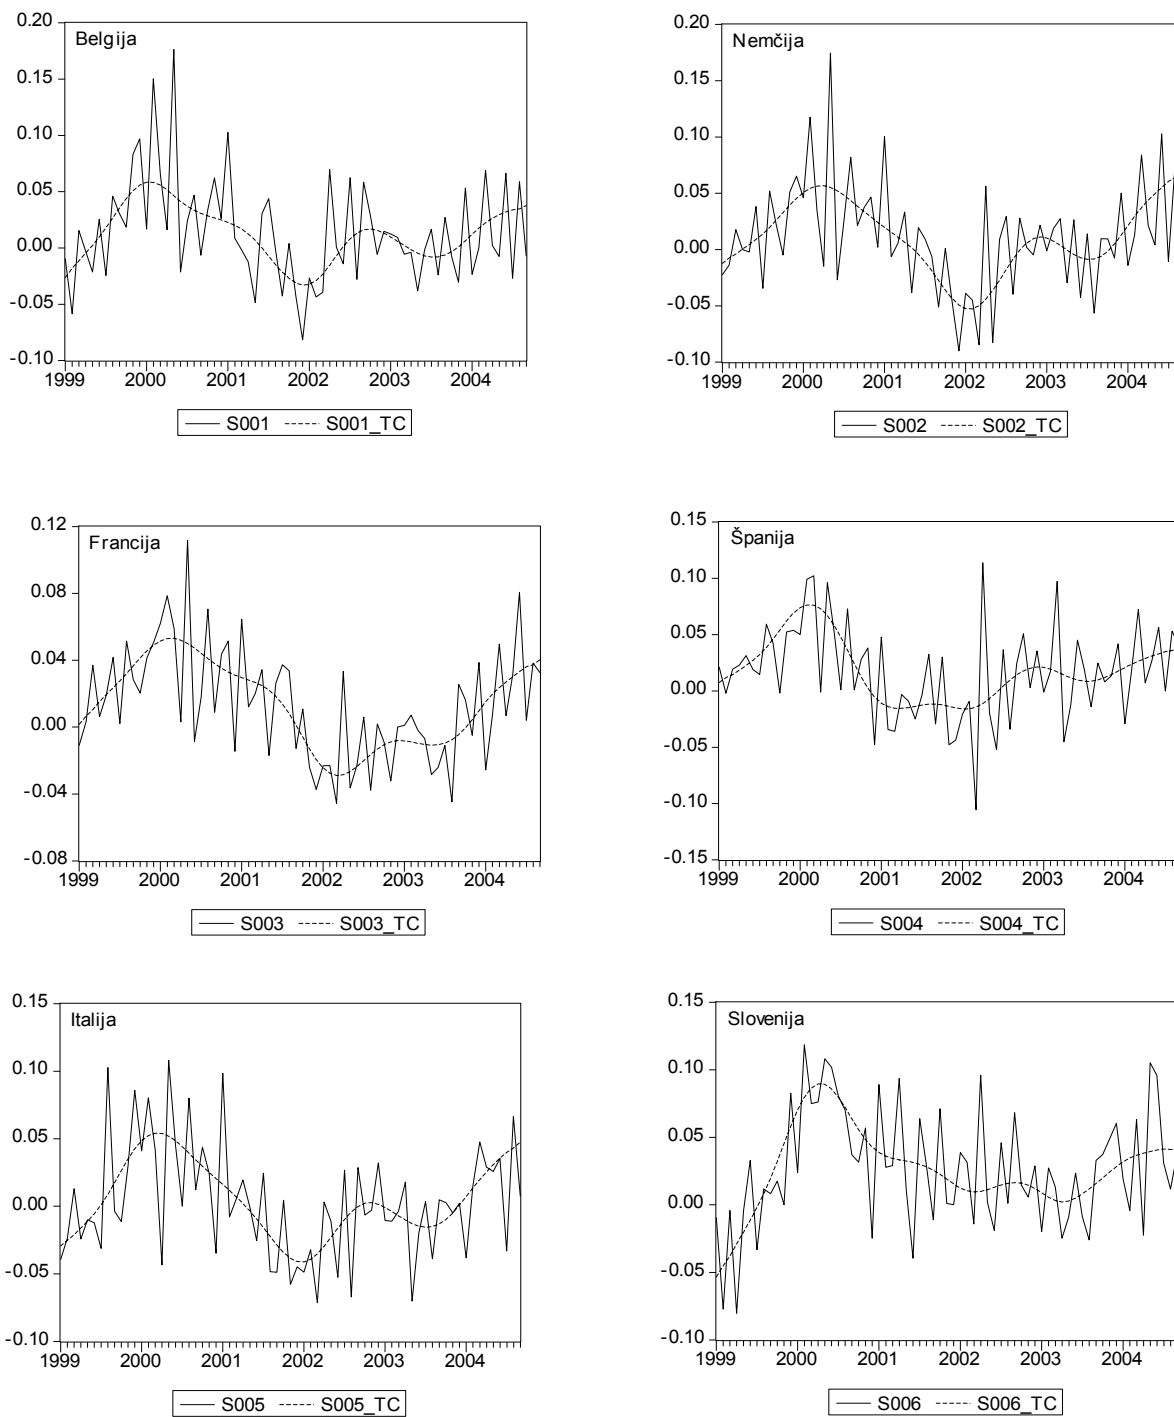 Belgija
0.20
0.15
0.10
0.05
0.00
-0.05
-0.10
1999 2000 2001 2002 2003 2004
S001 S001_TC
Nemčija
0.20
0.15
0.10
0.05
0.00
-0.05
-0.10
1999 2000 2001 2002 2003 2004
S002 S002_TC
Francija
0.12
0.08
0.04
0.00
-0.04
-0.08
1999 2000 2001 2002 2003 2004
S003 S003_TC
Španija
0.15
0.10
0.05
0.00
-0.05
-0.10
-0.15
1999 2000 2001 2002 2003 2004
S004 S004_TC
Italija
0.15
0.10
0.05
0.00
-0.05
-0.10
1999 2000 2001 2002 2003 2004
S005 S005_TC
Slovenija
0.15
0.10
0.05
0.00
-0.05
-0.10
1999 2000 2001 2002 2003 2004
S006 S006_TC